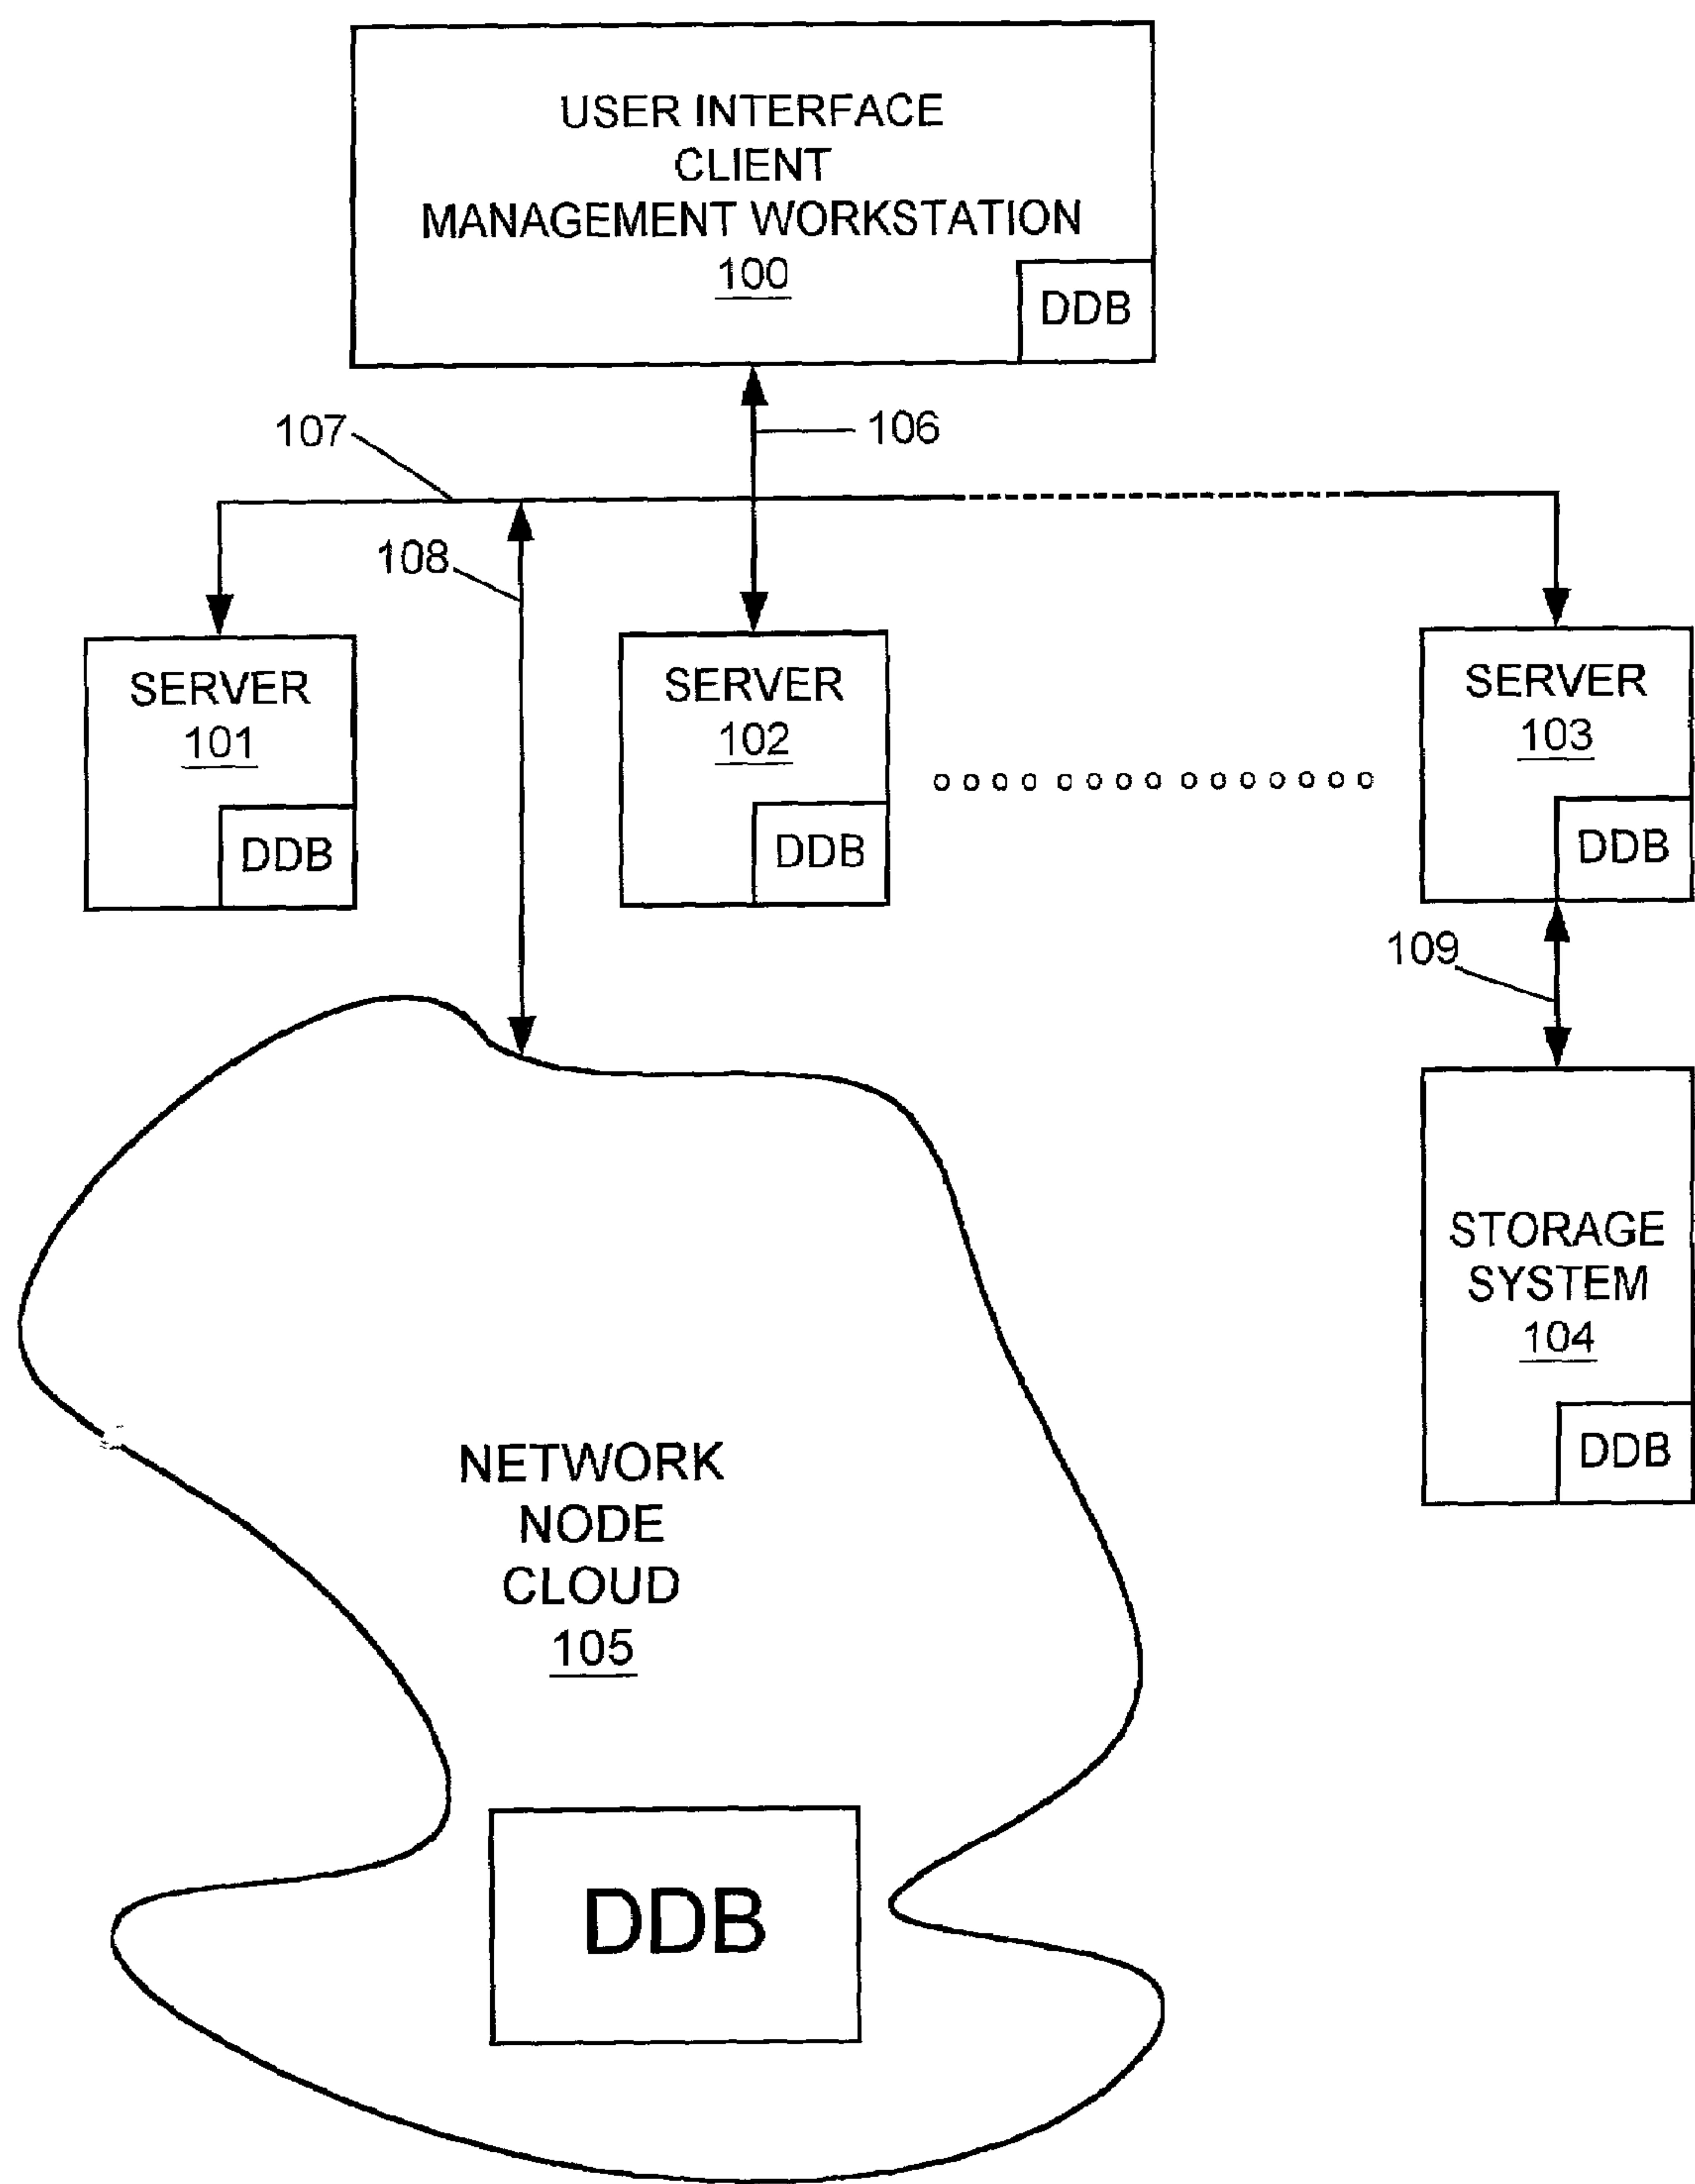 USER INTERFACE
CLIENT
MANAGEMENT WORKSTATION
100
DDB
107
106
108
SERVER
101
DDB
SERVER
102
DDB
SERVER
103
DDB
109
STORAGE
SYSTEM
104
DDB
NETWORK
NODE
CLOUD
105
DDB